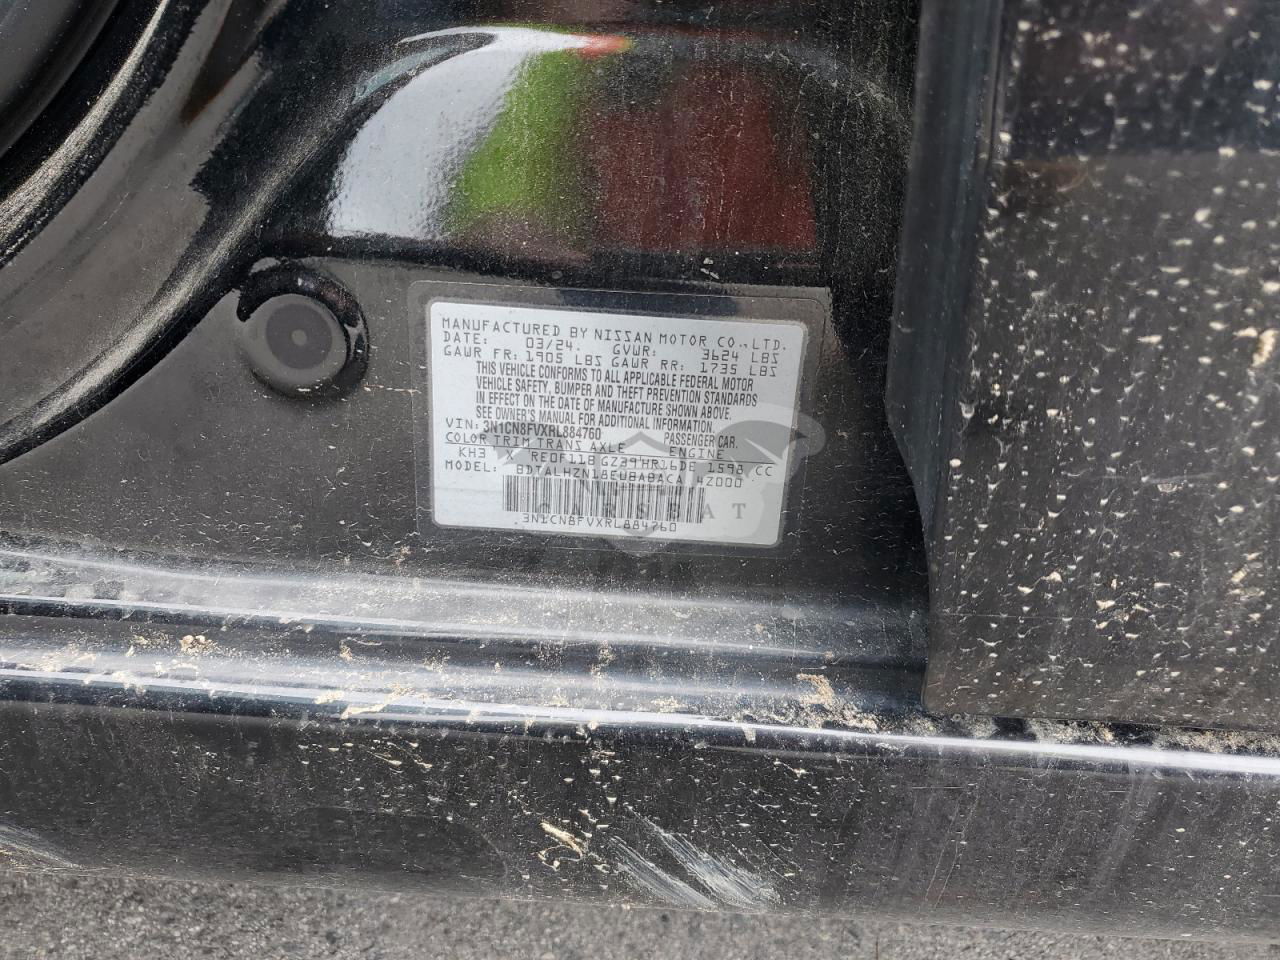 MANUFACTURED BY NISSAN MOTOR CO.,LTD.
DATE: 03/24. GVWR: 3624 LBS
GAWR FR: 1905 LBS GAWR RR: 1735 LBS
THIS VEHICLE CONFORMS TO ALL APPLICABLE FEDERAL MOTOR
VEHICLE SAFETY, BUMPER AND THEFT PREVENTION STANDARDS
IN EFFECT ON THE DATE OF MANUFACTURE SHOWN ABOVE.
SEE OWNER'S MANUAL FOR ADDITIONAL INFORMATION.
VIN: 3N1CN8FVXRL884760 PASSENGER CAR.
COLOR TRIM TRANS AXLE ENGINE
KH3 X RE0F11B GZ39 HR16DE 1598 CC
MODEL: BDTALHZN18EUBABACA 4Z000
3N1CN8FVXRL884760